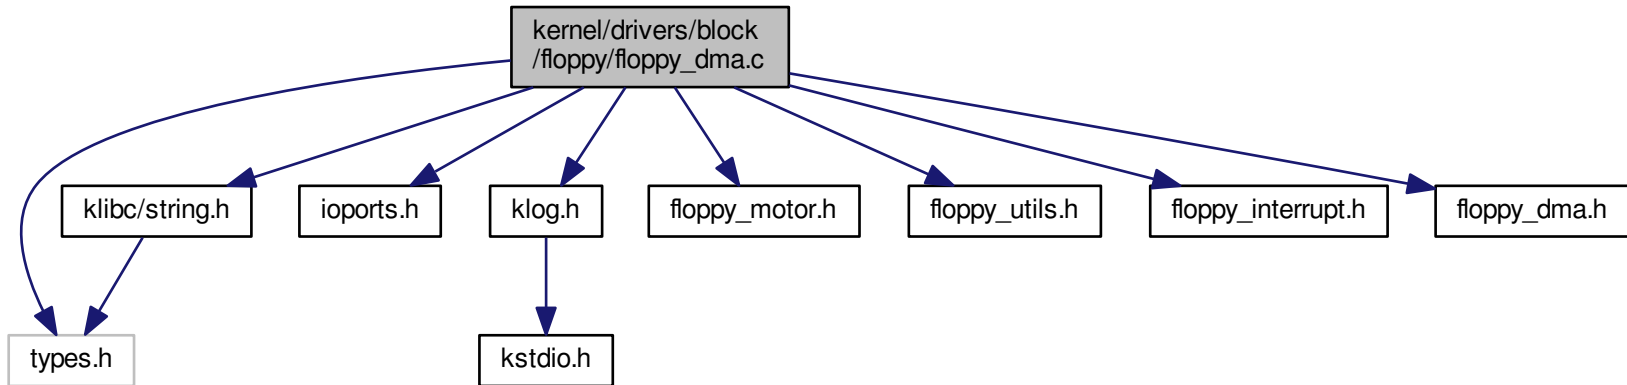 kernel/drivers/block
/floppy/floppy_dma.c
klibc/string.h
ioports.h
klog.h
floppy_motor.h
floppy_utils.h
floppy_interrupt.h
floppy_dma.h
types.h
kstdio.h